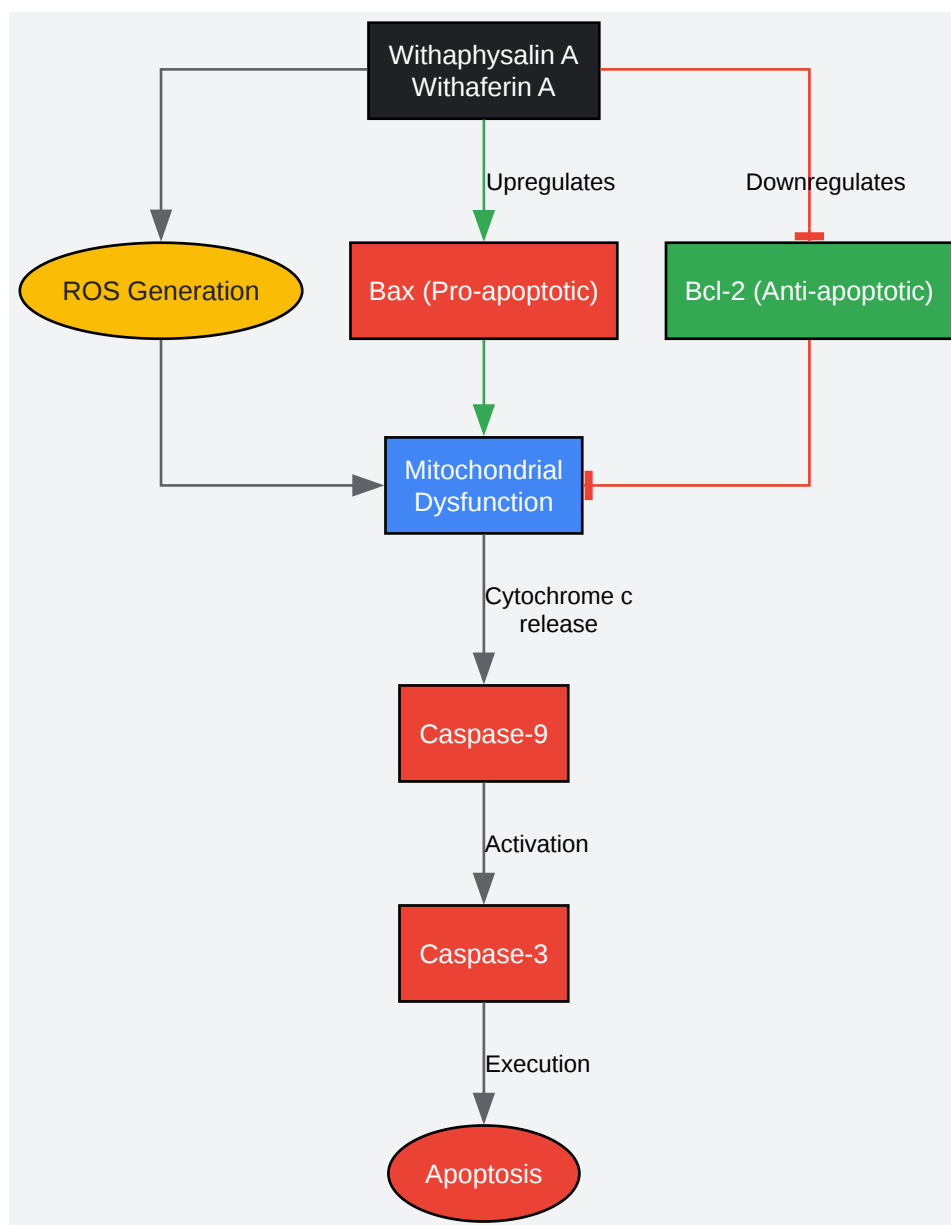 Withaphysalin A
Withaferin A
Upregulates
Downregulates
ROS Generation
Bax (Pro-apoptotic)
Bcl-2 (Anti-apoptotic)
Mitochondrial
Dysfunction
Cytochrome c
release
Caspase-9
Activation
Caspase-3
Execution
Apoptosis